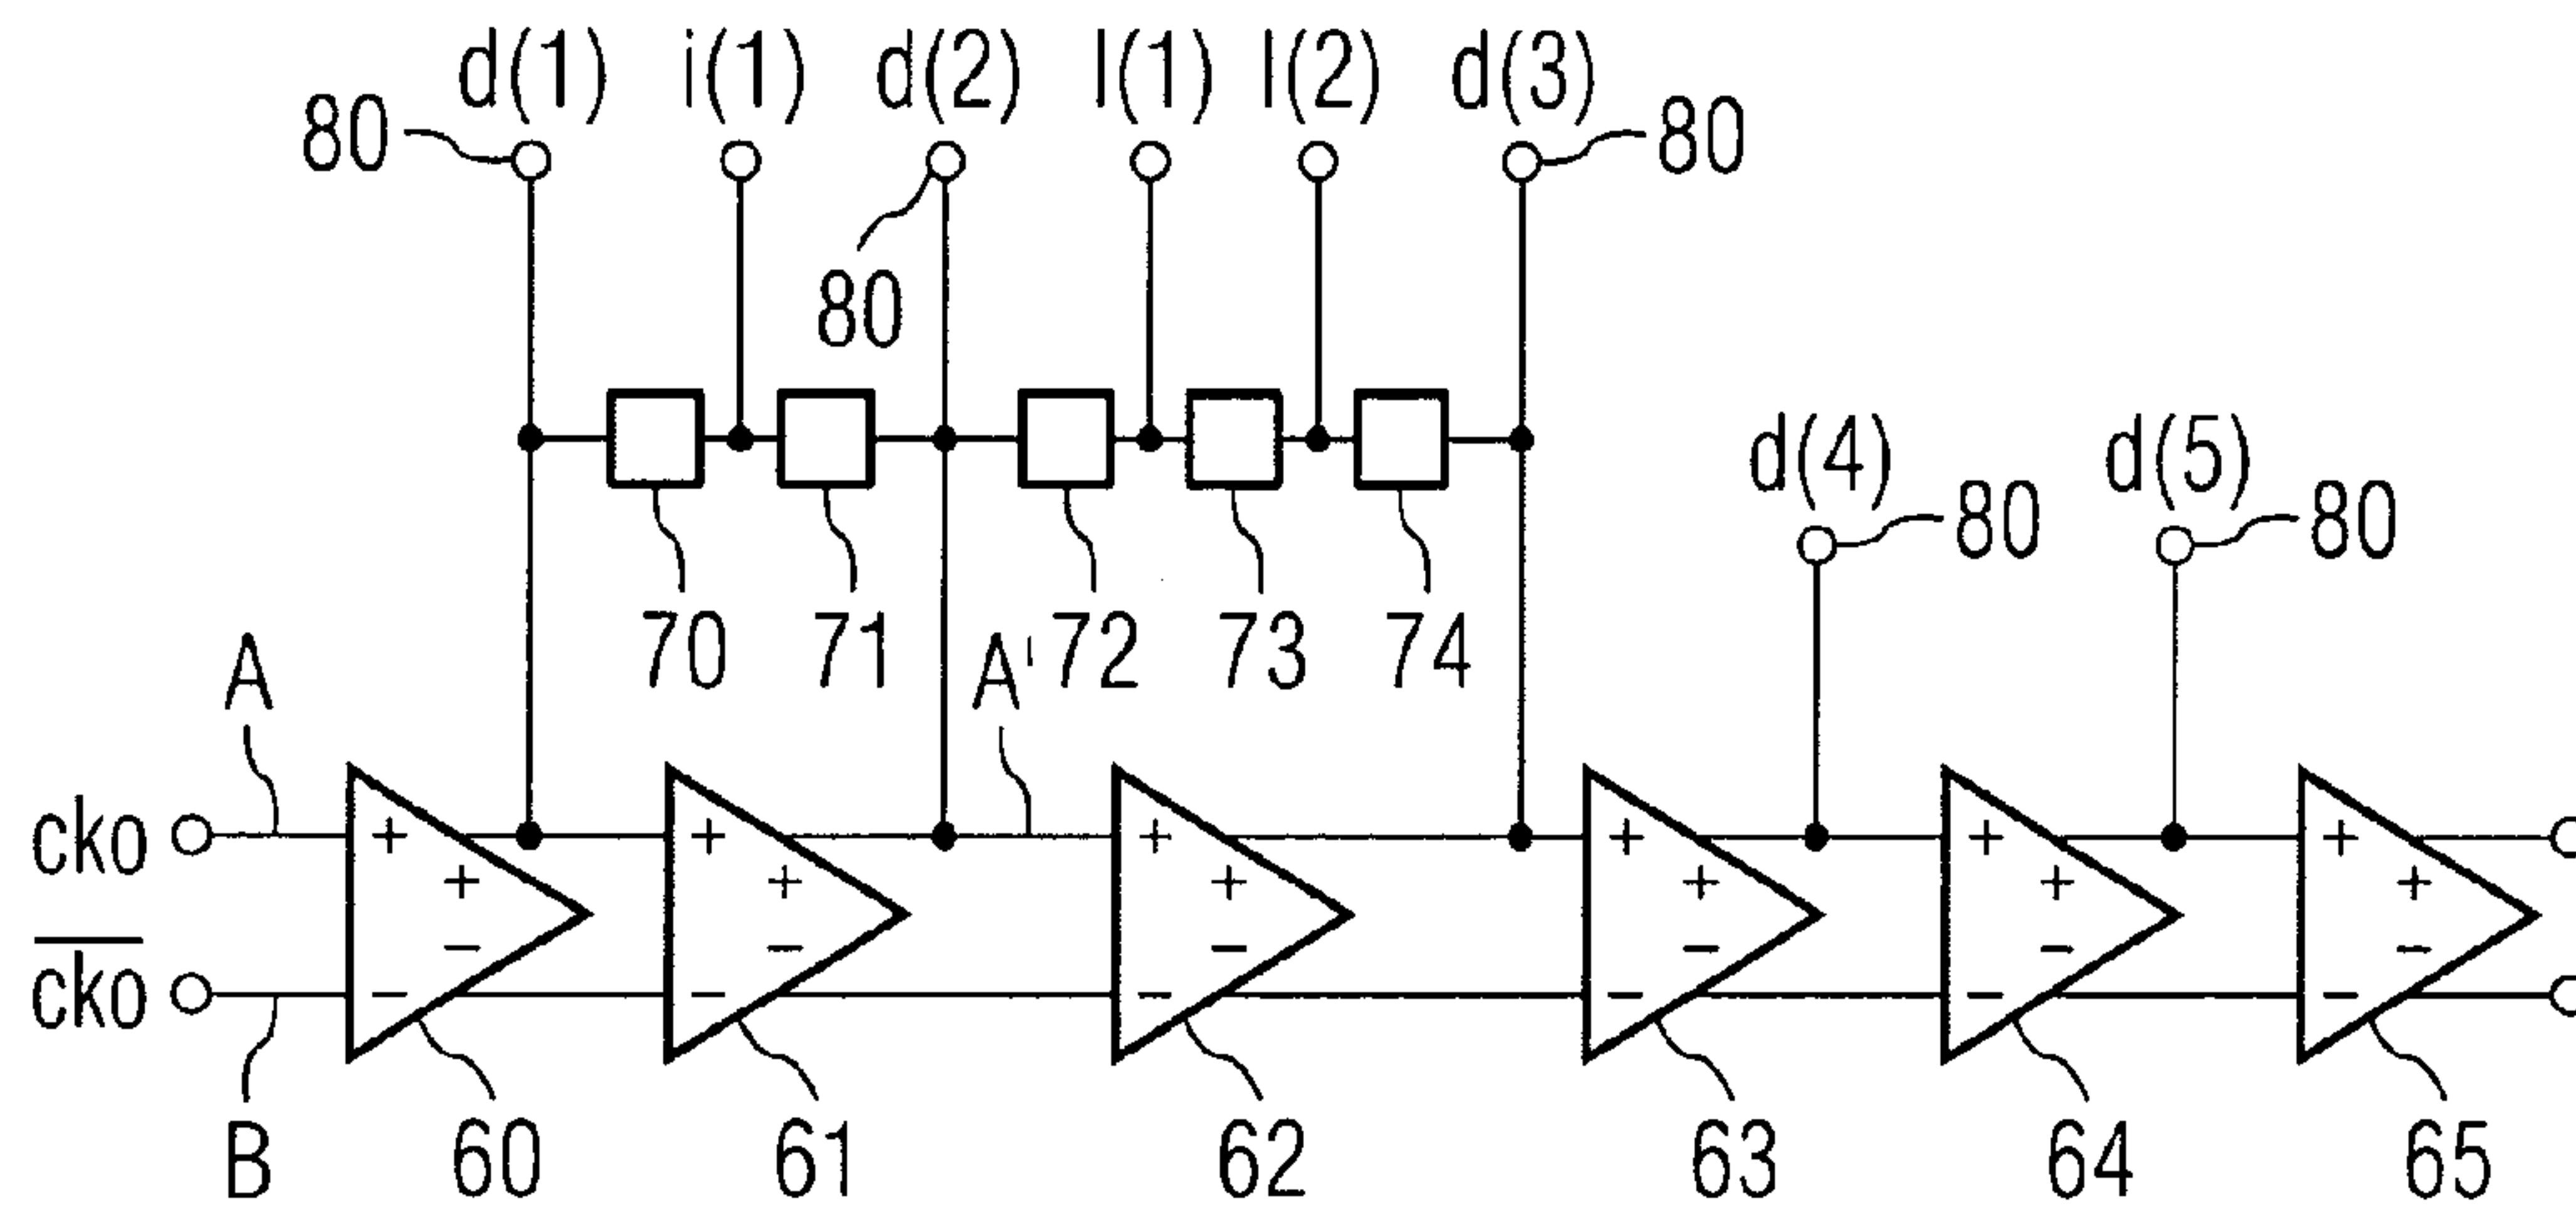 d(1) i(1) d(2) l(1) l(2) d(3)
80 80
80
d(4) d(5)
80 80
70 71 72 73 74
A A'
cko
+ + + + + +
+ + + + + +
- - - - - -
cko
- - - - - -
B 60 61 62 63 64 65